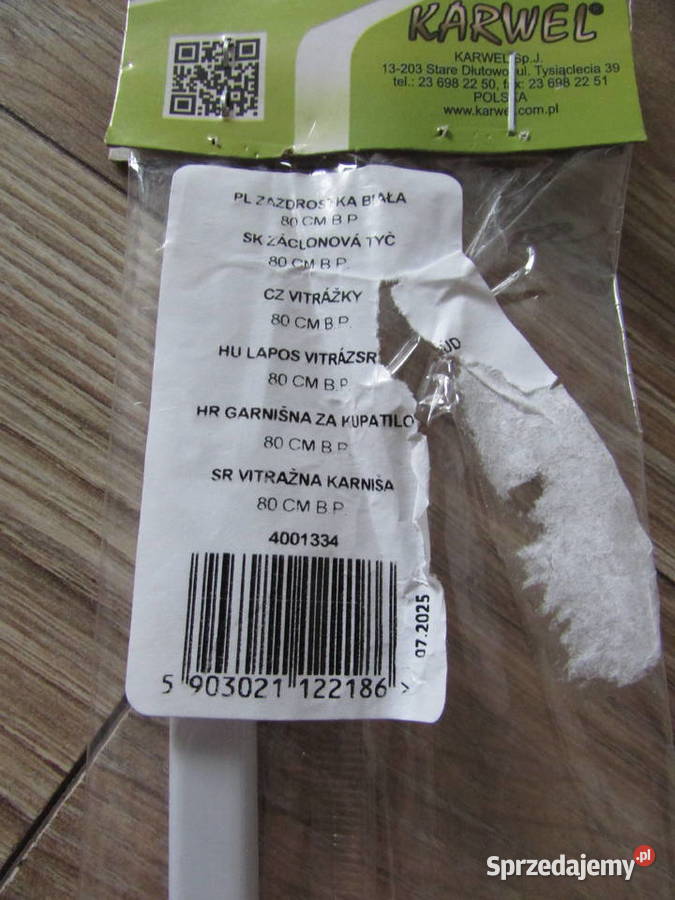 KARWEL®
KARWEL Sp.J.
13-203 Stare Dłutowo, ul. Tysiąclecia 39
tel.: 23 698 22 50, fax: 23 698 22 51
POLSKA
www.karwel.com.pl
PL ZAZDROSTKA BIAŁA
80 CM B.P.
SK ZÁCLONOVÁ TYČ
80 CM B.P.
CZ VITRÁŽKY
80 CM B.P.
HU LAPOS VITRÁZSR ÚD
80 CM B.P.
HR GARNIŠNA ZA KUPATILO
80 CM B.P.
SR VITRAŽNA KARNIŠA
80 CM B.P.
4001334
07.2025
5 903021 122186 >
Sprzedajemy.pl